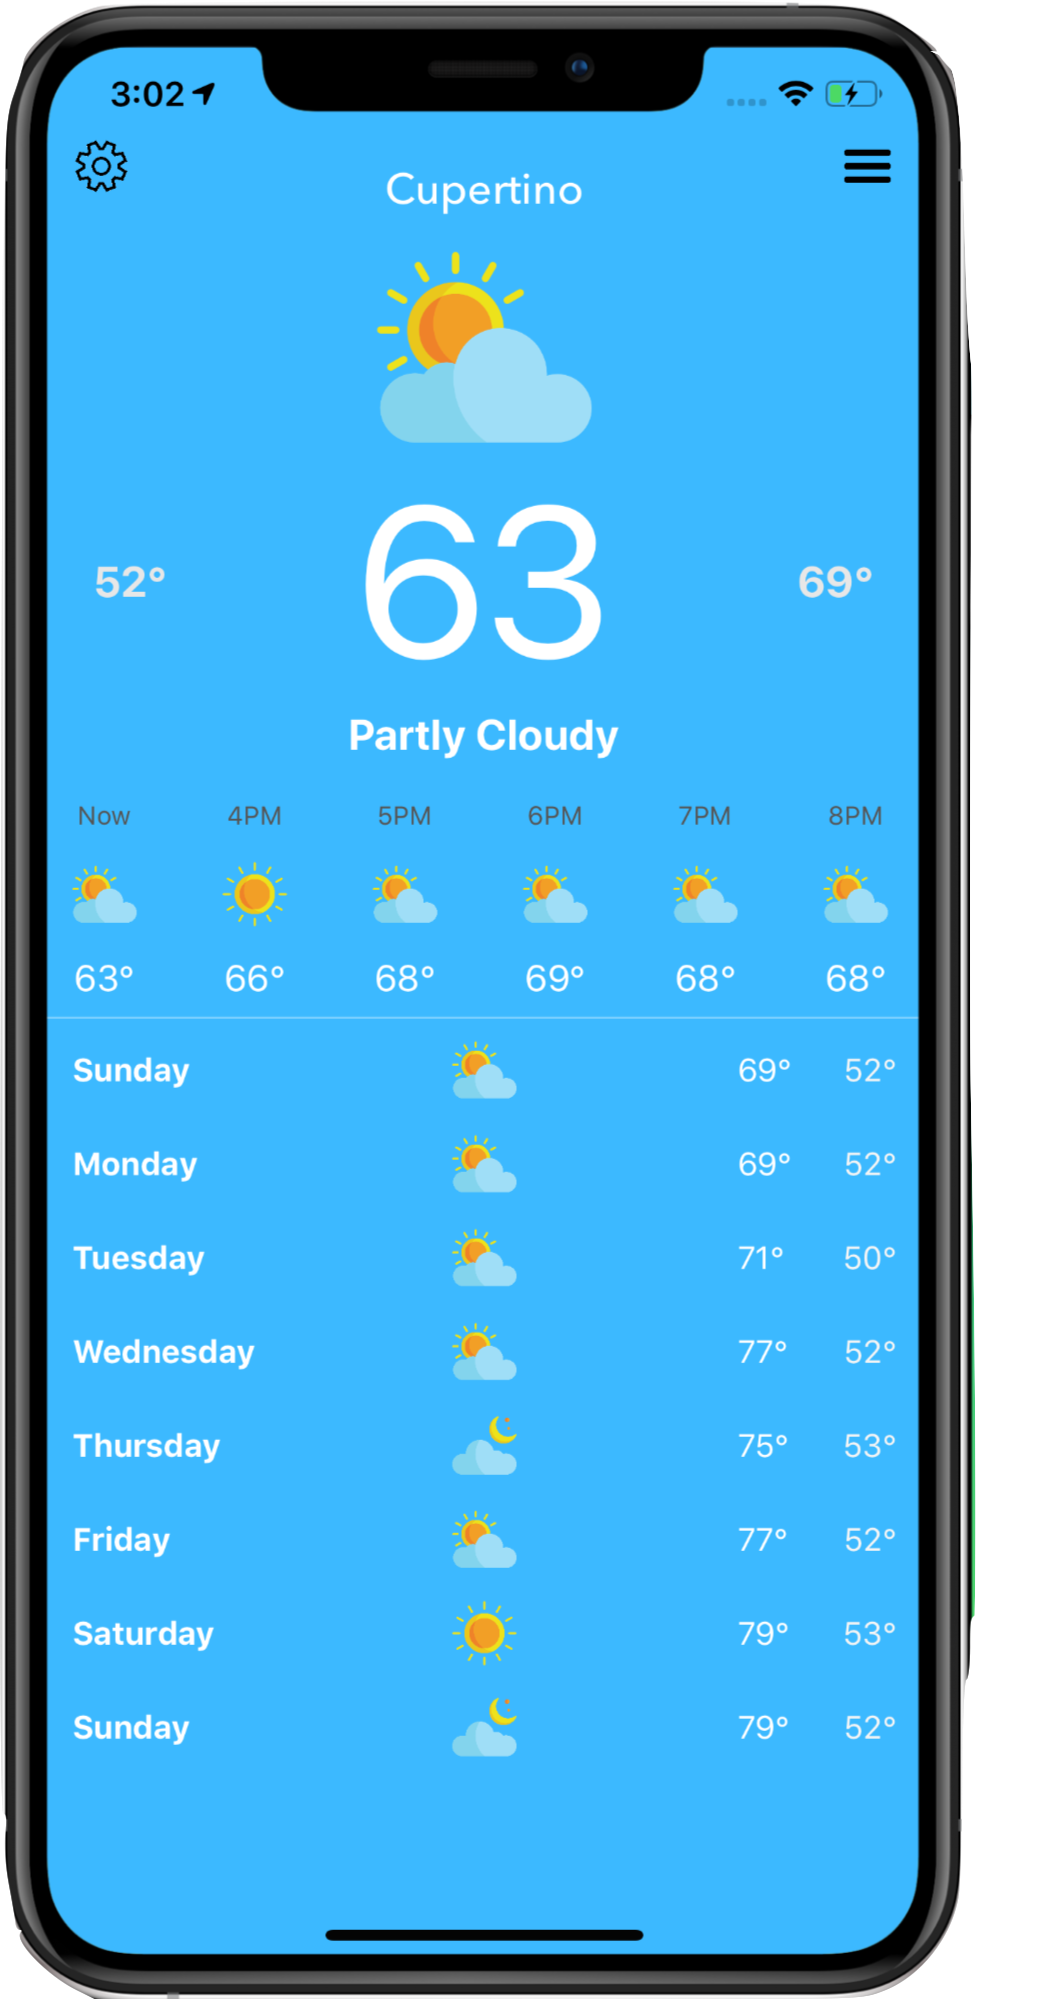 3:02
Cupertino
52° 63 69°
Partly Cloudy
Now 4PM 5PM 6PM 7PM 8PM
63° 66° 68° 69° 68° 68°
Sunday 69° 52°
Monday 69° 52°
Tuesday 71° 50°
Wednesday 77° 52°
Thursday 75° 53°
Friday 77° 52°
Saturday 79° 53°
Sunday 79° 52°